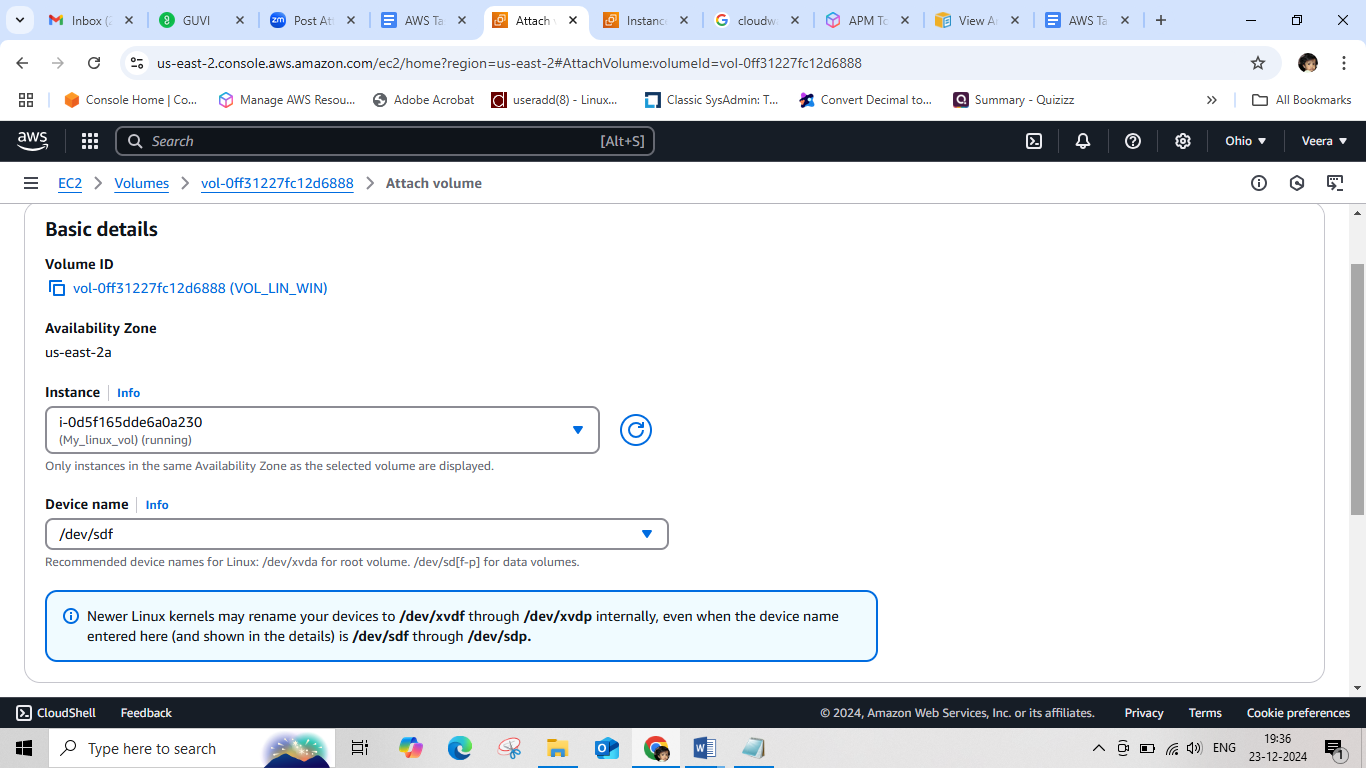 Inbox (2
GUVI
Post At
AWS Ta
Attach v
Instanc
cloudw
APM To
View A
AWS Ta
us-east-2.console.aws.amazon.com/ec2/home?region=us-east-2#AttachVolume:volumeId=vol-0ff31227fc12d6888
Console Home | Co...
Manage AWS Resou...
Adobe Acrobat
useradd(8) - Linux...
Classic SysAdmin: T...
Convert Decimal to...
Summary - Quizizz
All Bookmarks
aws
Search
[Alt+S]
Ohio
Veera
EC2
Volumes
vol-0ff31227fc12d6888
Attach volume
Basic details
Volume ID
vol-0ff31227fc12d6888 (VOL_LIN_WIN)
Availability Zone
us-east-2a
Instance
Info
i-0d5f165dde6a0a230
(My_linux_vol) (running)
Only instances in the same Availability Zone as the selected volume are displayed.
Device name
Info
/dev/sdf
Recommended device names for Linux: /dev/xvda for root volume. /dev/sd[f-p] for data volumes.
Newer Linux kernels may rename your devices to /dev/xvdf through /dev/xvdp internally, even when the device name
entered here (and shown in the details) is /dev/sdf through /dev/sdp.
CloudShell
Feedback
© 2024, Amazon Web Services, Inc. or its affiliates.
Privacy
Terms
Cookie preferences
Type here to search
ENG
19:36
23-12-2024
1